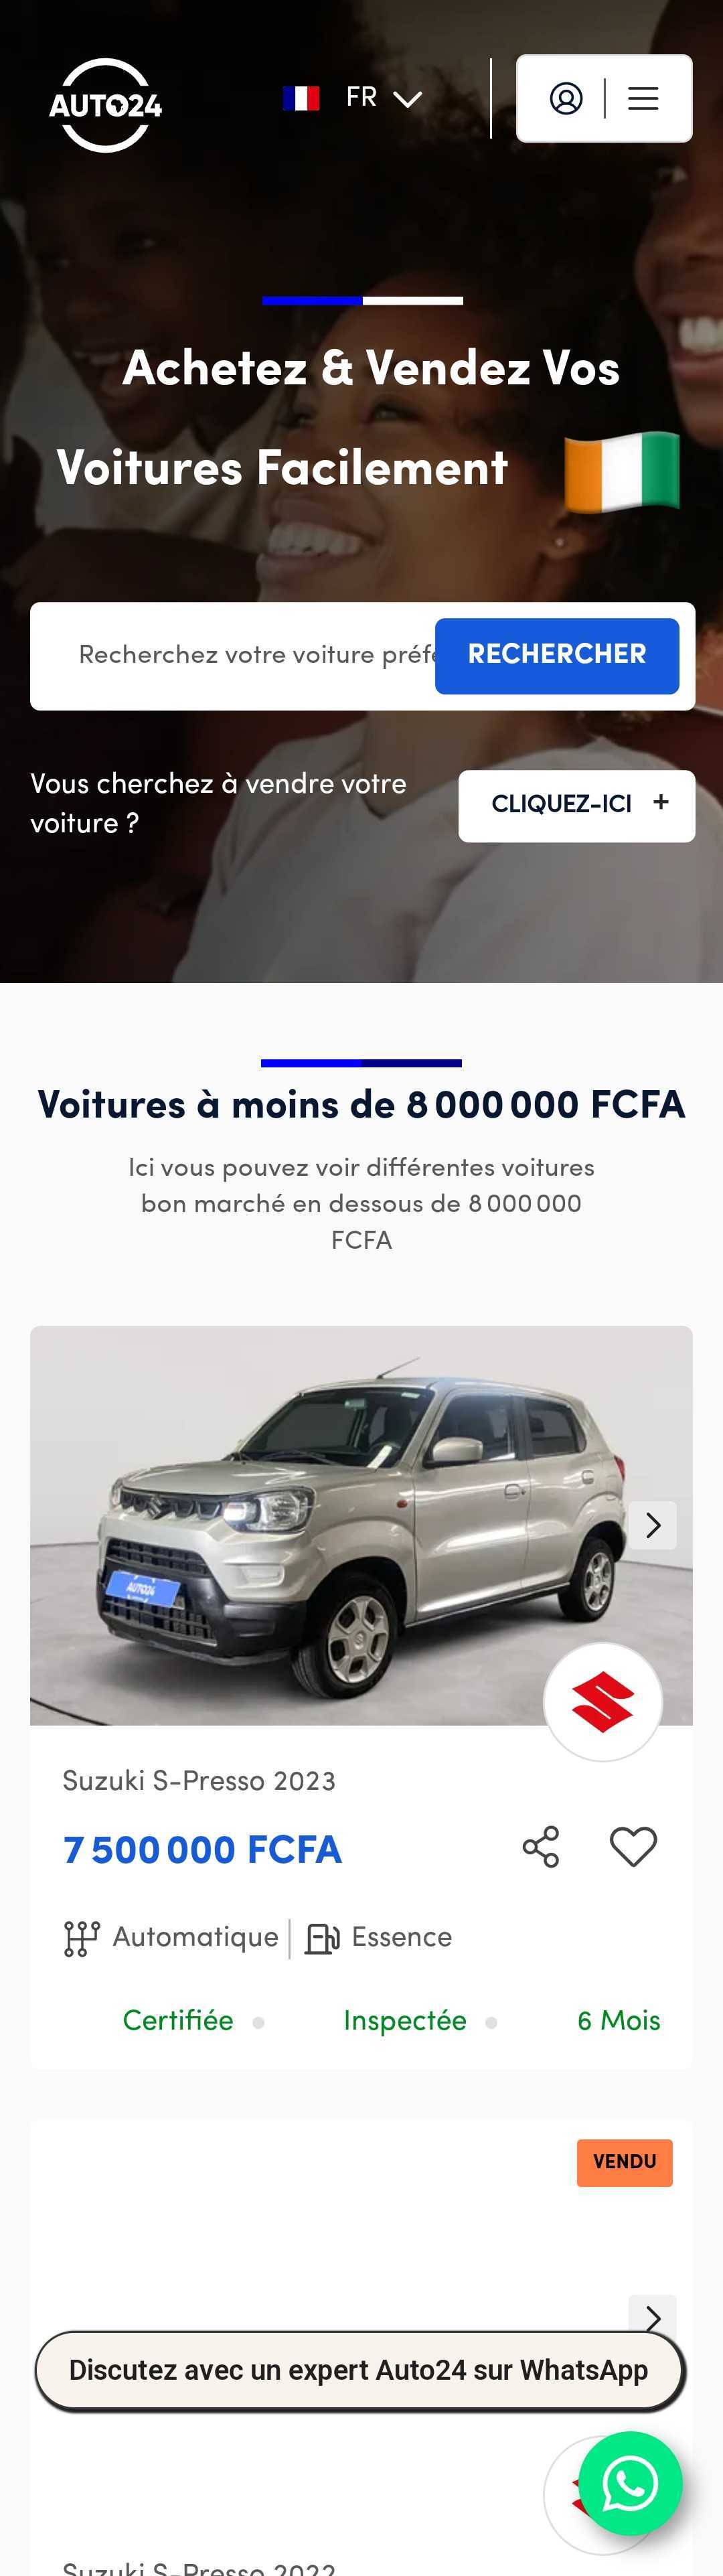 AUTO24
FR
Achetez & Vendez Vos
Voitures Facilement
Recherchez votre voiture préfé
RECHERCHER
Vous cherchez à vendre votre
voiture ?
CLIQUEZ-ICI +
Voitures à moins de 8 000 000 FCFA
Ici vous pouvez voir différentes voitures
bon marché en dessous de 8 000 000
FCFA
AUTO24
Suzuki S-Presso 2023
7 500 000 FCFA
Automatique
Essence
Certifiée
Inspectée
6 Mois
VENDU
Discutez avec un expert Auto24 sur WhatsApp
Suzuki S-Presso 2022